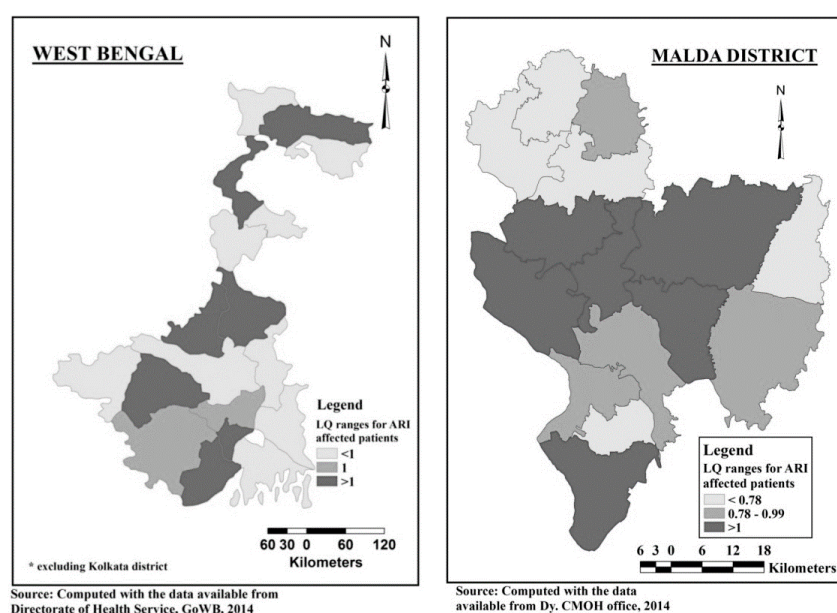 WEST BENGAL
N
Legend
LQ ranges for ARI
affected patients
<1
1
>1
60 30 0 60 120
Kilometers
* excluding Kolkata district
Source: Computed with the data available from
Directorate of Health Service, GoWB, 2014
MALDA DISTRICT
N
Legend
LQ ranges for ARI
affected patients
< 0.78
0.78 - 0.99
>1
6 3 0 6 12 18
Kilometers
Source: Computed with the data
available from Dy. CMOH office, 2014